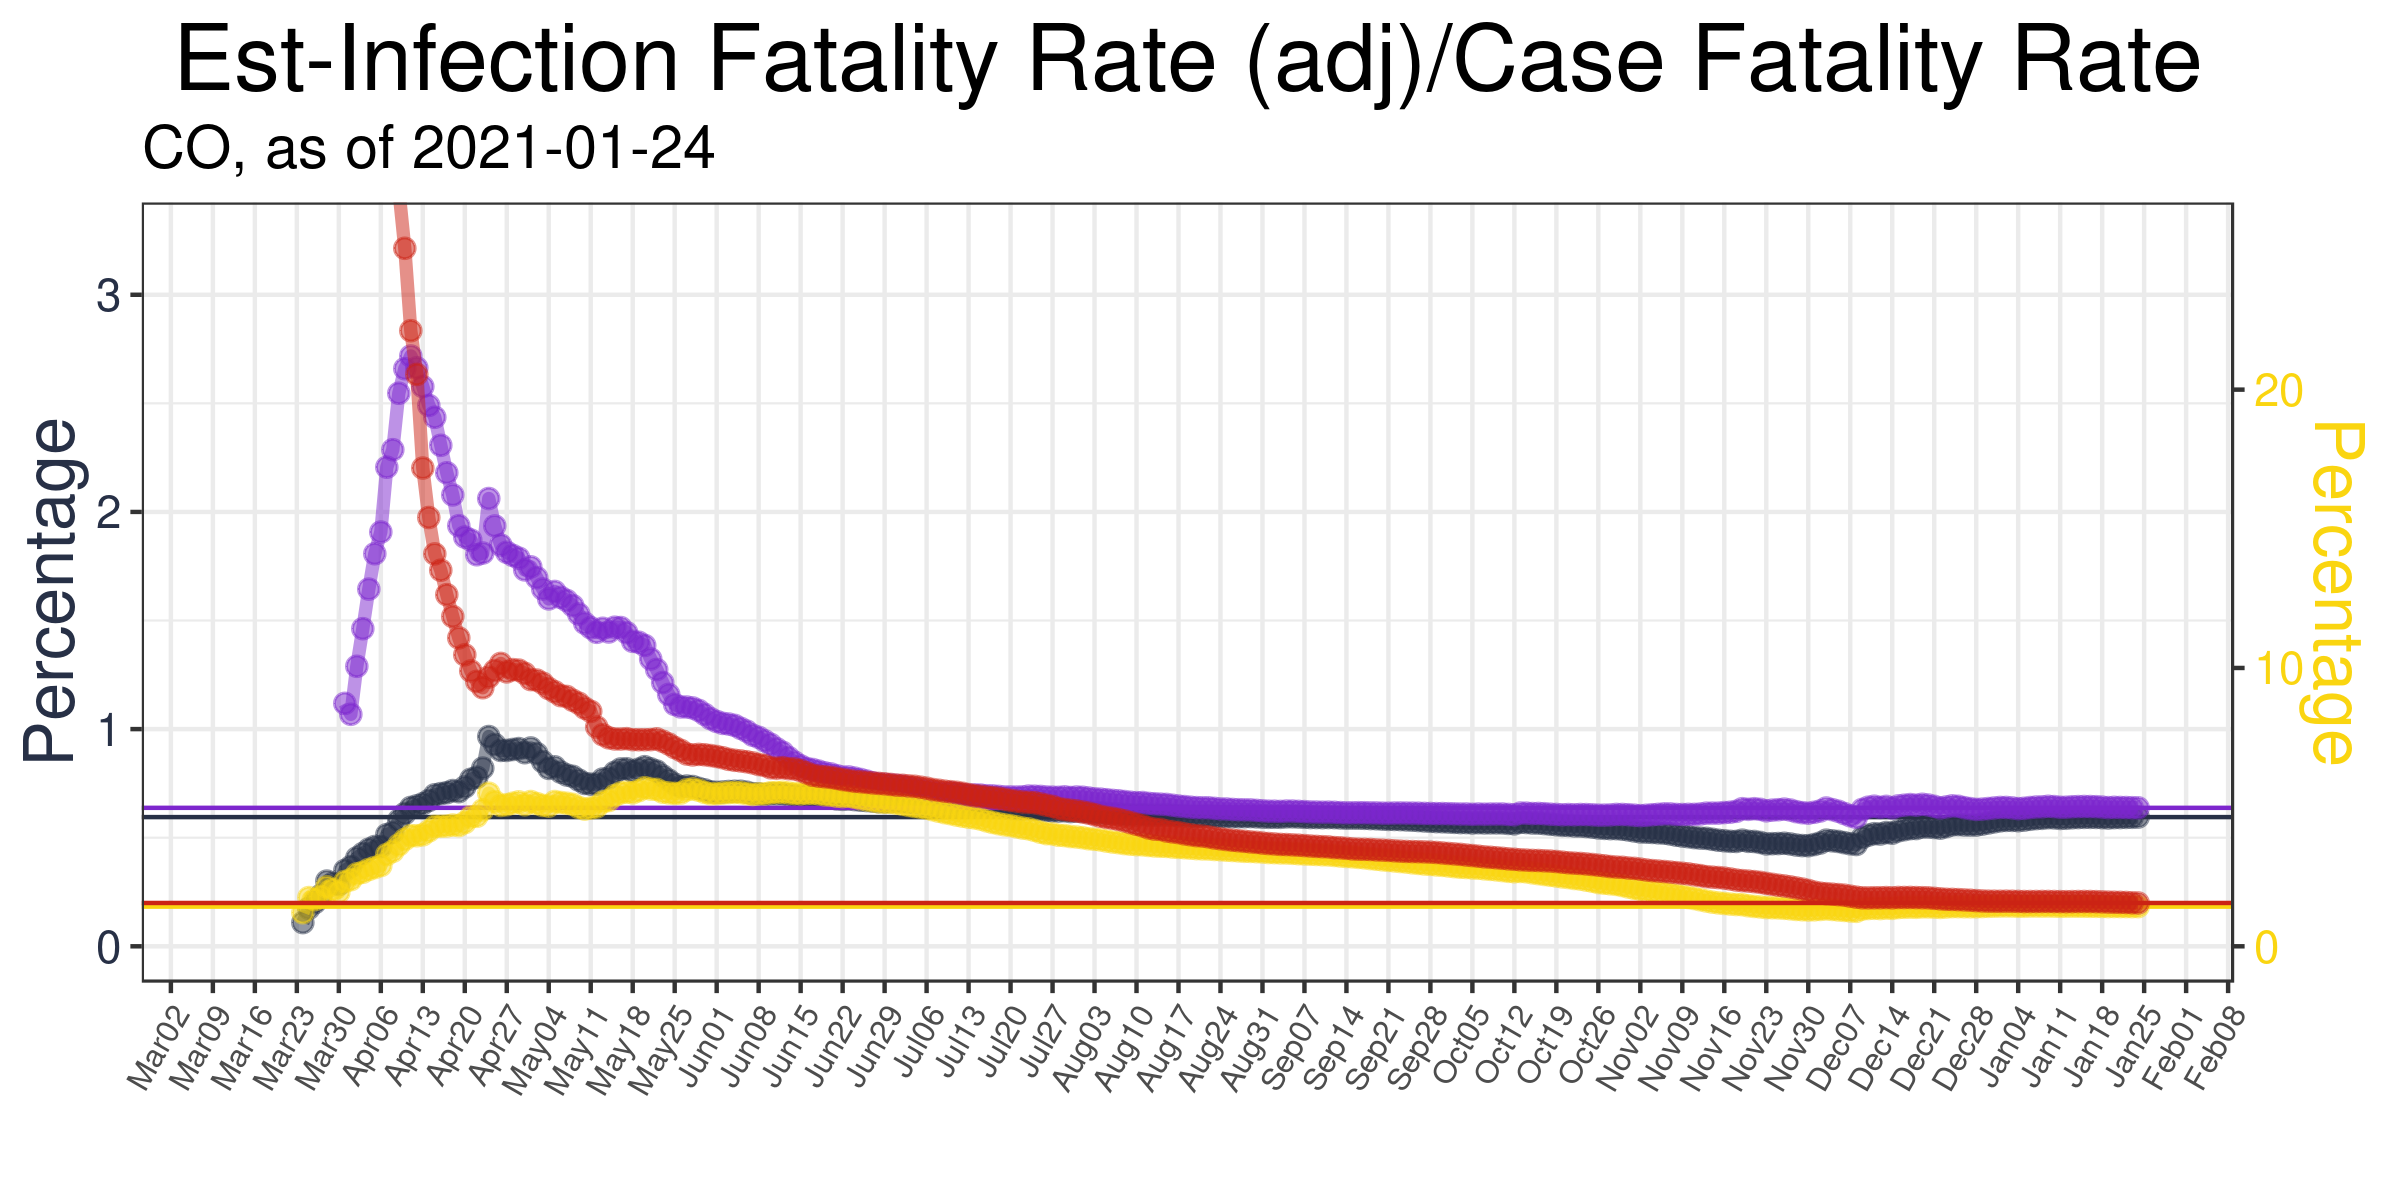 Est-Infection Fatality Rate (adj)/Case Fatality Rate
CO, as of 2021-01-24
Percentage
3
2
1
0
20
10
0
Percentage
Mar02 Mar09 Mar16 Mar23 Mar30 Apr06 Apr13 Apr20 Apr27 May04 May11 May18 May25 Jun01 Jun08 Jun15 Jun22 Jun29 Jul06 Jul13 Jul20 Jul27 Aug03 Aug10 Aug17 Aug24 Aug31 Sep07 Sep14 Sep21 Sep28 Oct05 Oct12 Oct19 Oct26 Nov02 Nov09 Nov16 Nov23 Nov30 Dec07 Dec14 Dec21 Dec28 Jan04 Jan11 Jan18 Jan25 Feb01 Feb08